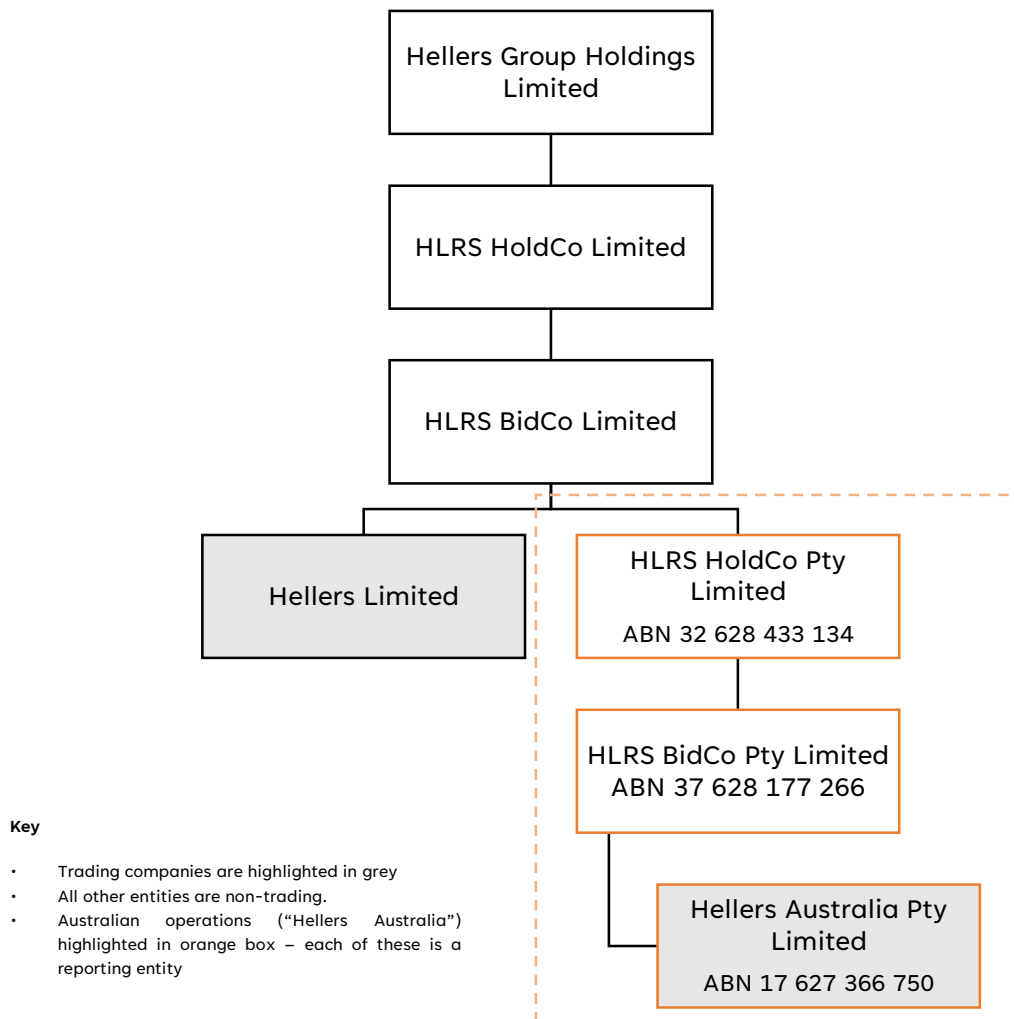 Hellers Group Holdings
Limited
HLRS HoldCo Limited
HLRS BidCo Limited
Hellers Limited
HLRS HoldCo Pty
Limited
ABN 32 628 433 134
HLRS BidCo Pty Limited
ABN 37 628 177 266
Hellers Australia Pty
Limited
ABN 17 627 366 750
Key
• Trading companies are highlighted in grey
• All other entities are non-trading.
• Australian operations (“Hellers Australia”)
highlighted in orange box – each of these is a
reporting entity